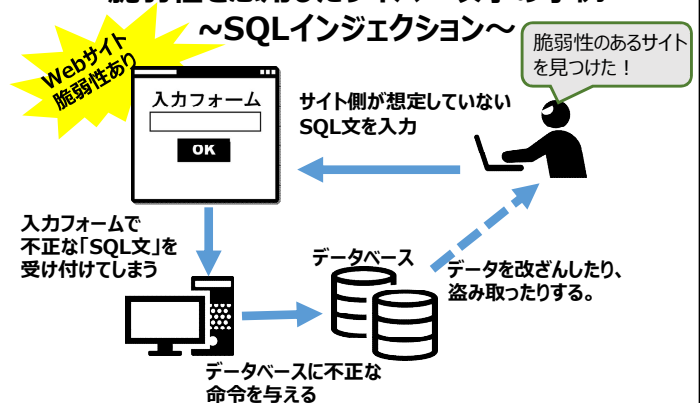 ~SQLインジェクション～
Webサイト
脆弱性あり
脆弱性のあるサイト
を見つけた！
入力フォーム
OK
サイト側が想定していない
SQL文を入力
入力フォームで
不正な「SQL文」を
受け付けてしまう
データベース
データを改ざんしたり、
盗み取ったりする。
データベースに不正な
命令を与える